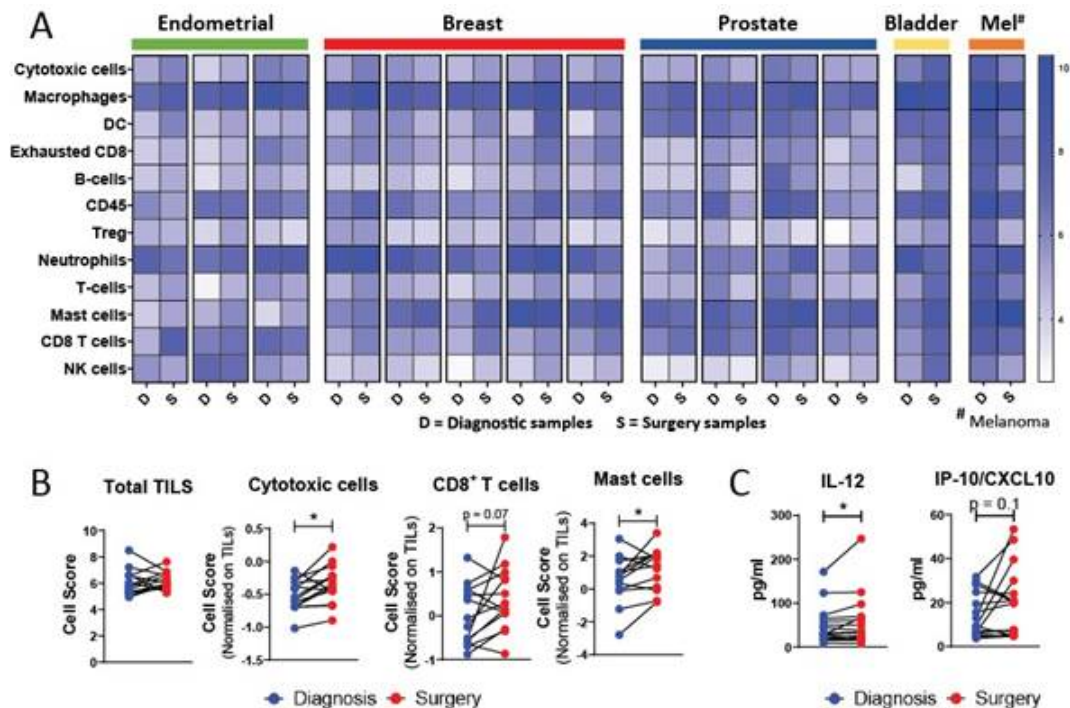 A
Endometrial Breast Prostate Bladder Mel#
Cytotoxic cells
Macrophages
DC
Exhausted CD8
B-cells
CD45
Treg
Neutrophils
T-cells
Mast cells
CD8 T cells
NK cells
10
8
6
4
D S D S D S D S D S D S D S D S D S D S D S D S D S D S
D = Diagnostic samples S = Surgery samples
# Melanoma
B
Total TILS
Cell Score
10
8
6
4
2
0
Cytotoxic cells
*
Cell Score
(Normalised on TILs)
0.5
0.0
-0.5
-1.0
-1.5
CD8+ T cells
p = 0.07
Cell Score
(Normalised on TILs)
2
1
0
-1
Mast cells
*
Cell Score
(Normalised on TILs)
4
2
0
-2
-4
Diagnosis Surgery
C
IL-12
*
pg/ml
300
200
100
0
IP-10/CXCL10
p = 0.1
pg/ml
60
40
20
0
Diagnosis Surgery